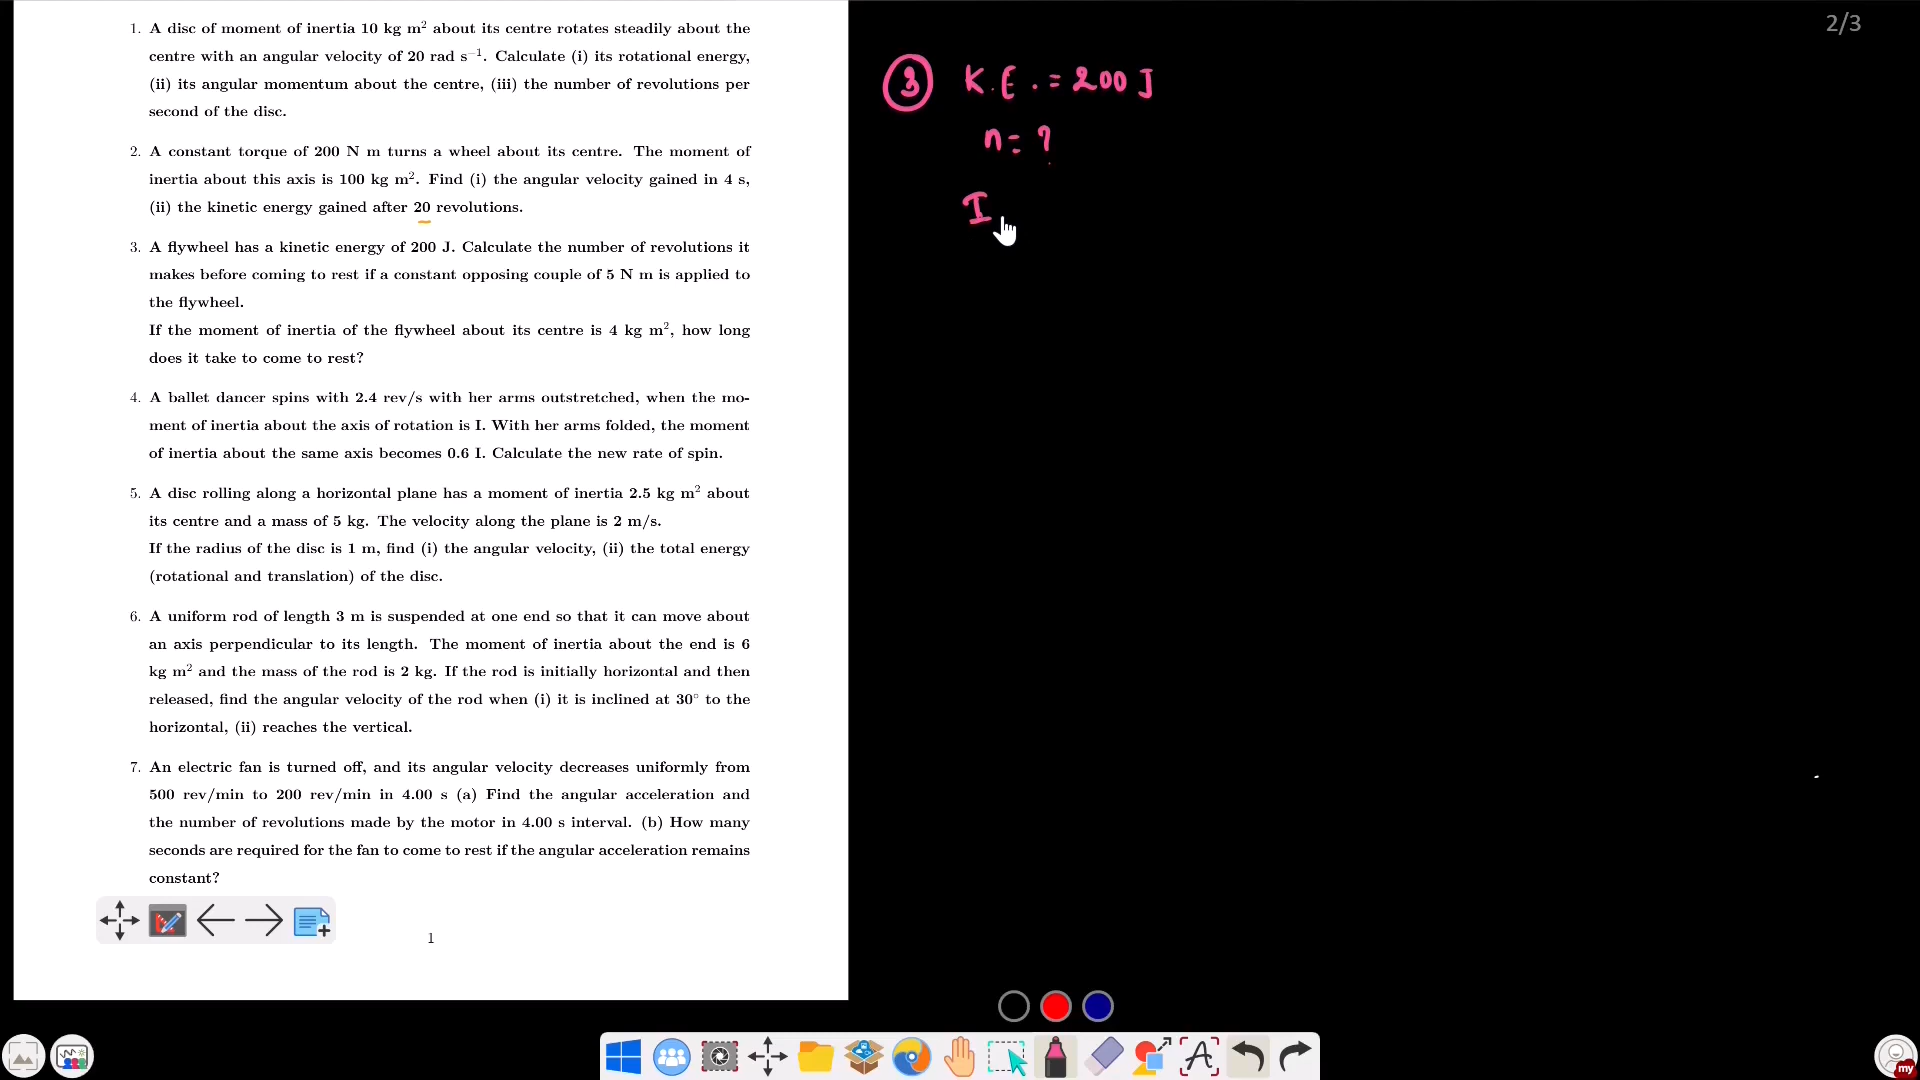 1. A disc of moment of inertia 10 kg m² about its centre rotates steadily about the
centre with an angular velocity of 20 rad s⁻¹. Calculate (i) its rotational energy,
(ii) its angular momentum about the centre, (iii) the number of revolutions per
second of the disc.
2. A constant torque of 200 N m turns a wheel about its centre. The moment of
inertia about this axis is 100 kg m². Find (i) the angular velocity gained in 4 s,
(ii) the kinetic energy gained after 20 revolutions.
3. A flywheel has a kinetic energy of 200 J. Calculate the number of revolutions it
makes before coming to rest if a constant opposing couple of 5 N m is applied to
the flywheel.
If the moment of inertia of the flywheel about its centre is 4 kg m², how long
does it take to come to rest?
4. A ballet dancer spins with 2.4 rev/s with her arms outstretched, when the mo-
ment of inertia about the axis of rotation is I. With her arms folded, the moment
of inertia about the same axis becomes 0.6 I. Calculate the new rate of spin.
5. A disc rolling along a horizontal plane has a moment of inertia 2.5 kg m² about
its centre and a mass of 5 kg. The velocity along the plane is 2 m/s.
If the radius of the disc is 1 m, find (i) the angular velocity, (ii) the total energy
(rotational and translation) of the disc.
6. A uniform rod of length 3 m is suspended at one end so that it can move about
an axis perpendicular to its length. The moment of inertia about the end is 6
kg m² and the mass of the rod is 2 kg. If the rod is initially horizontal and then
released, find the angular velocity of the rod when (i) it is inclined at 30° to the
horizontal, (ii) reaches the vertical.
7. An electric fan is turned off, and its angular velocity decreases uniformly from
500 rev/min to 200 rev/min in 4.00 s (a) Find the angular acceleration and
the number of revolutions made by the motor in 4.00 s interval. (b) How many
seconds are required for the fan to come to rest if the angular acceleration remains
constant?
1
2/3
3 K.E. = 200 J
n = ?
I
my